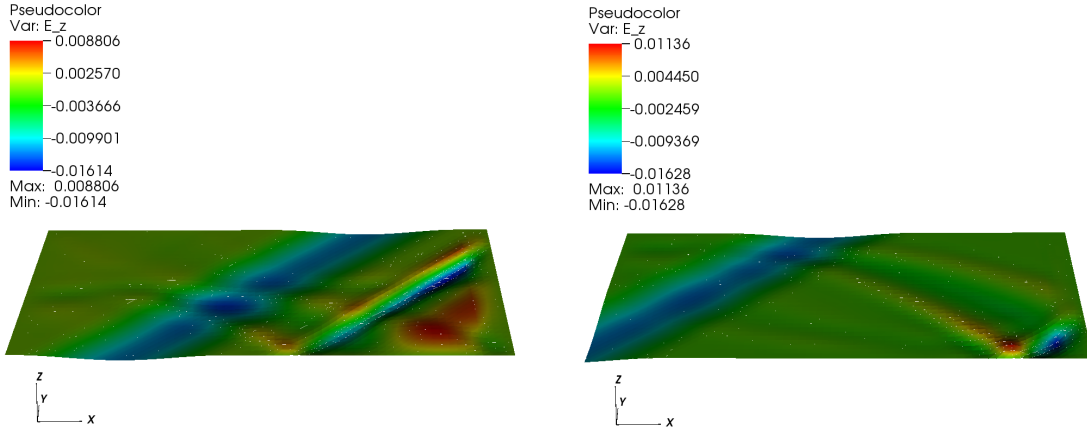 Pseudocolor
Var: E_z
0.008806
0.002570
-0.003666
-0.009901
-0.01614
Max: 0.008806
Min: -0.01614
Z
Y
X
Pseudocolor
Var: E_z
0.01136
0.004450
-0.002459
-0.009369
-0.01628
Max: 0.01136
Min: -0.01628
Z
Y
X